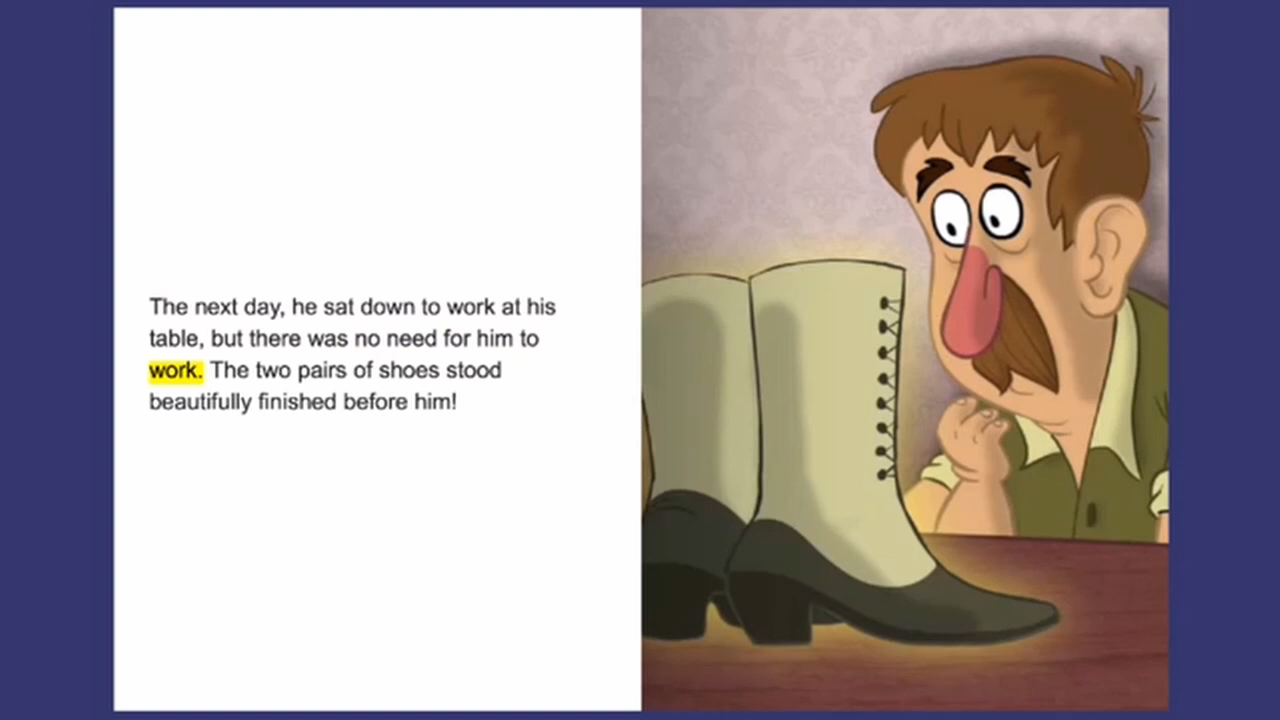 The next day, he sat down to work at his
table, but there was no need for him to
work. The two pairs of shoes stood
beautifully finished before him!